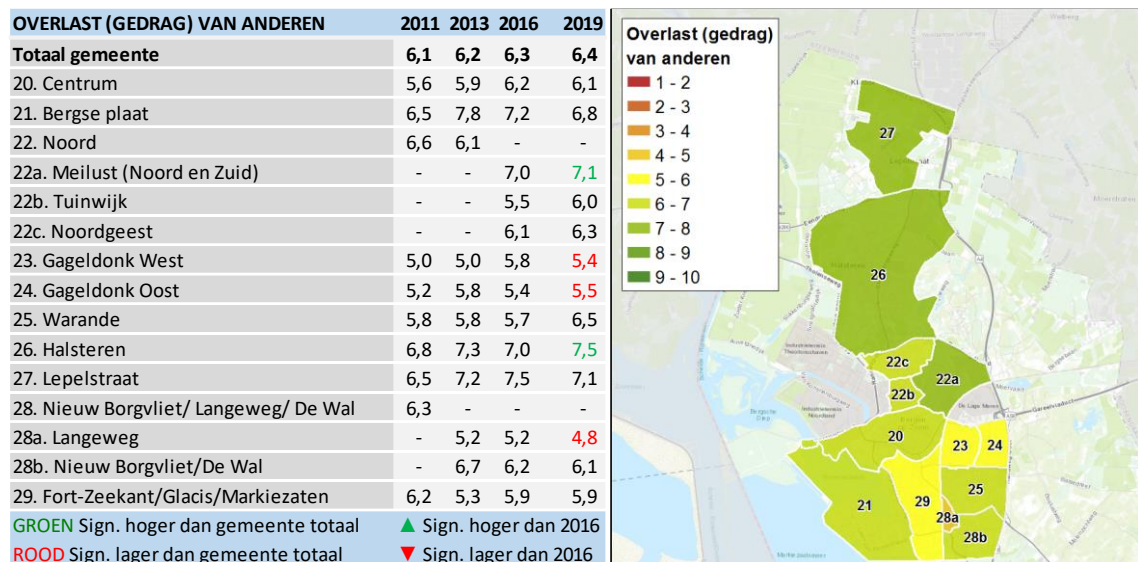 OVERLAST (GEDRAG) VAN ANDEREN 2011 2013 2016 2019
Totaal gemeente 6,1 6,2 6,3 6,4
20. Centrum 5,6 5,9 6,2 6,1
21. Bergse plaat 6,5 7,8 7,2 6,8
22. Noord 6,6 6,1 - -
22a. Meilust (Noord en Zuid) - - 7,0 7,1
22b. Tuinwijk - - 5,5 6,0
22c. Noordgeest - - 6,1 6,3
23. Gageldonk West 5,0 5,0 5,8 5,4
24. Gageldonk Oost 5,2 5,8 5,4 5,5
25. Warande 5,8 5,8 5,7 6,5
26. Halsteren 6,8 7,3 7,0 7,5
27. Lepelstraat 6,5 7,2 7,5 7,1
28. Nieuw Borgvliet/ Langeweg/ De Wal 6,3 - - -
28a. Langeweg - 5,2 5,2 4,8
28b. Nieuw Borgvliet/De Wal - 6,7 6,2 6,1
29. Fort-Zeekant/Glacis/Markiezaten 6,2 5,3 5,9 5,9
GROEN Sign. hoger dan gemeente totaal ▲ Sign. hoger dan 2016
ROOD Sign. lager dan gemeente totaal ▼ Sign. lager dan 2016
Overlast (gedrag)
van anderen
1 - 2
2 - 3
3 - 4
4 - 5
5 - 6
6 - 7
7 - 8
8 - 9
9 - 10
27
26
22c
22a
22b
20
23
24
21
29
25
28a
28b